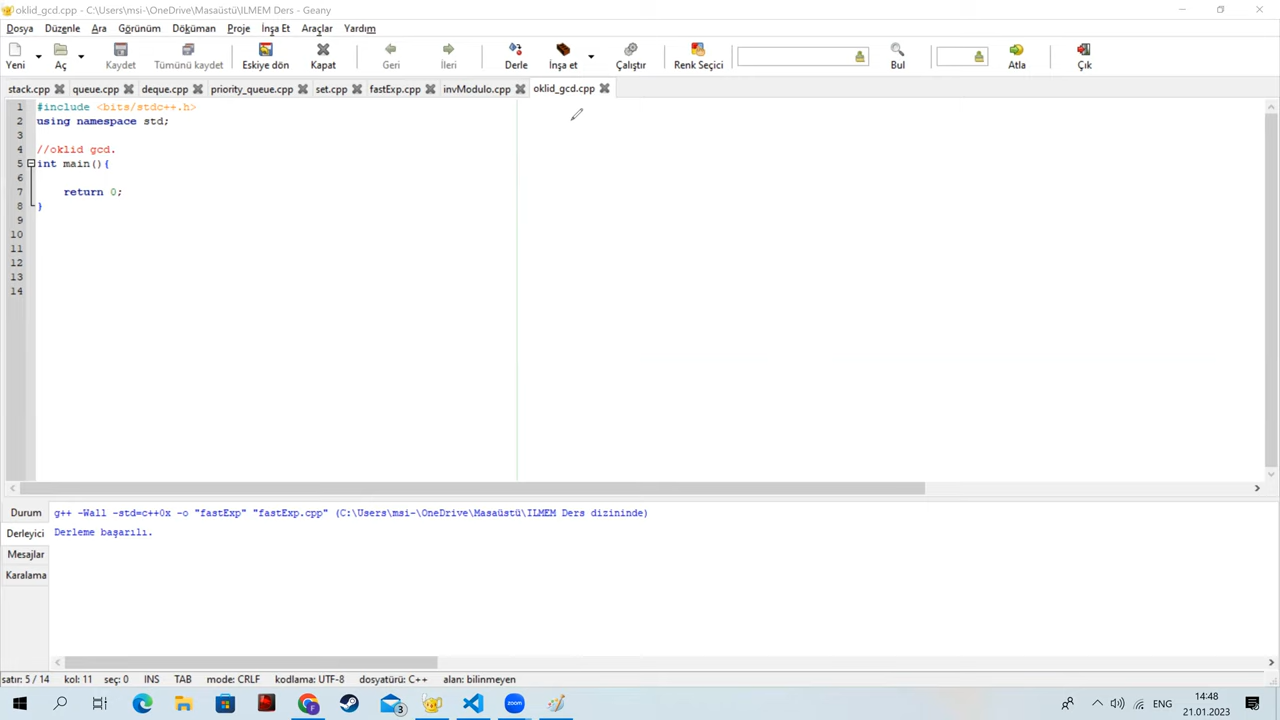 oklid_gcd.cpp - C:\Users\msi-\OneDrive\Masaüstü\ILMEM Ders - Geany
Dosya Düzenle Ara Görünüm Döküman Proje İnşa Et Araçlar Yardım
Yeni Aç Kaydet Tümünü kaydet Eskiye dön Kapat Geri İleri Derle İnşa et Çalıştır Renk Seçici Bul Atla Çık
stack.cpp queue.cpp deque.cpp priority_queue.cpp set.cpp fastExp.cpp invModulo.cpp oklid_gcd.cpp
1 #include <bits/stdc++.h>
2 using namespace std;
3
4 //oklid gcd.
5 int main(){
6
7 return 0;
8 }
9
10
11
12
13
14
Durum
g++ -Wall -std=c++0x -o "fastExp" "fastExp.cpp" (C:\Users\msi-\OneDrive\Masaüstü\ILMEM Ders dizininde)
Derleyici
Derleme başarılı.
Mesajlar
Karalama
satır: 5 / 14 kol: 11 seç: 0 INS TAB mode: CRLF kodlama: UTF-8 dosyatürü: C++ alan: bilinmeyen
3 zoom ENG 14:48
21.01.2023